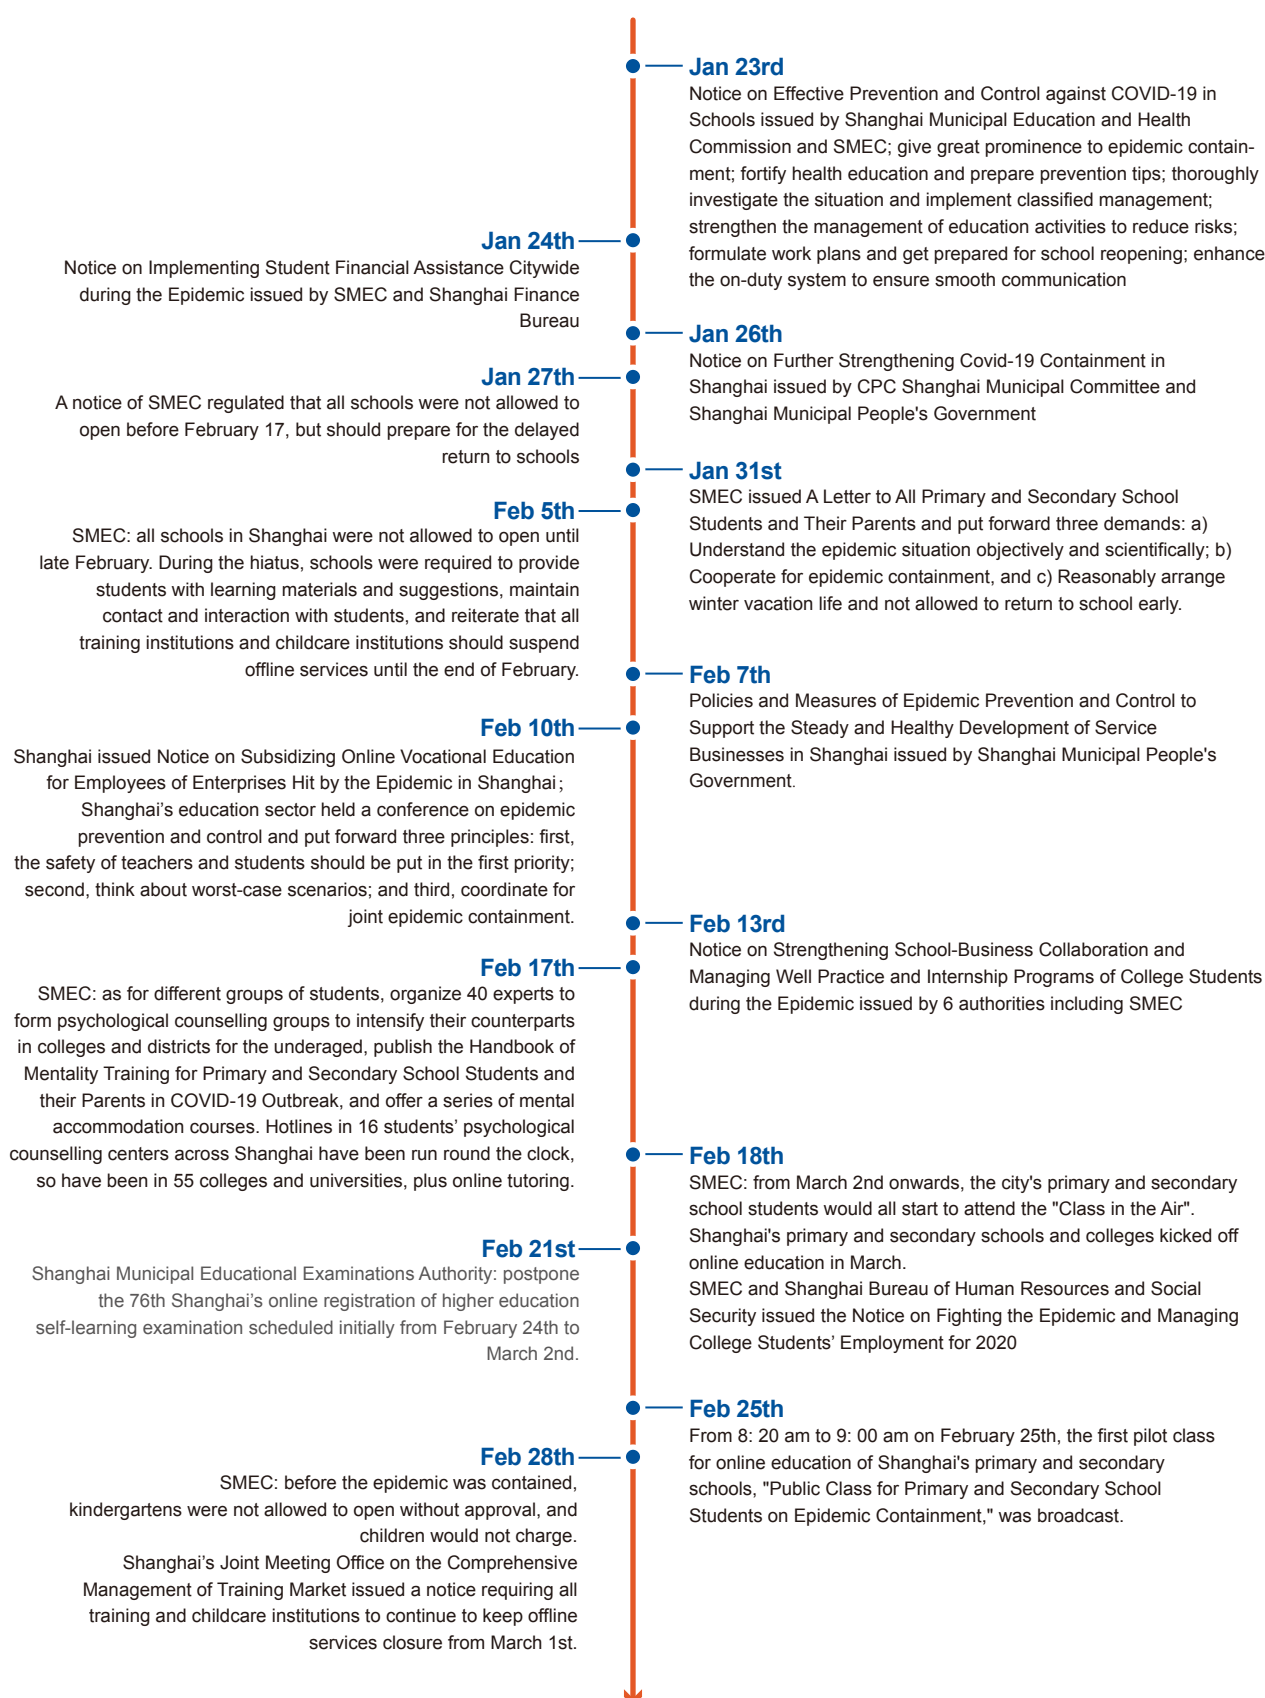 Jan 23rd
Notice on Effective Prevention and Control against COVID-19 in
Schools issued by Shanghai Municipal Education and Health
Commission and SMEC; give great prominence to epidemic contain-
ment; fortify health education and prepare prevention tips; thoroughly
investigate the situation and implement classified management;
strengthen the management of education activities to reduce risks;
formulate work plans and get prepared for school reopening; enhance
the on-duty system to ensure smooth communication
Jan 24th
Notice on Implementing Student Financial Assistance Citywide
during the Epidemic issued by SMEC and Shanghai Finance
Bureau
Jan 26th
Notice on Further Strengthening Covid-19 Containment in
Shanghai issued by CPC Shanghai Municipal Committee and
Shanghai Municipal People's Government
Jan 27th
A notice of SMEC regulated that all schools were not allowed to
open before February 17, but should prepare for the delayed
return to schools
Jan 31st
SMEC issued A Letter to All Primary and Secondary School
Students and Their Parents and put forward three demands: a)
Understand the epidemic situation objectively and scientifically; b)
Cooperate for epidemic containment, and c) Reasonably arrange
winter vacation life and not allowed to return to school early.
Feb 5th
SMEC: all schools in Shanghai were not allowed to open until
late February. During the hiatus, schools were required to provide
students with learning materials and suggestions, maintain
contact and interaction with students, and reiterate that all
training institutions and childcare institutions should suspend
offline services until the end of February.
Feb 7th
Policies and Measures of Epidemic Prevention and Control to
Support the Steady and Healthy Development of Service
Businesses in Shanghai issued by Shanghai Municipal People's
Government.
Feb 10th
Shanghai issued Notice on Subsidizing Online Vocational Education
for Employees of Enterprises Hit by the Epidemic in Shanghai；
Shanghai’s education sector held a conference on epidemic
prevention and control and put forward three principles: first,
the safety of teachers and students should be put in the first priority;
second, think about worst-case scenarios; and third, coordinate for
joint epidemic containment.
Feb 13rd
Notice on Strengthening School-Business Collaboration and
Managing Well Practice and Internship Programs of College Students
during the Epidemic issued by 6 authorities including SMEC
Feb 17th
SMEC: as for different groups of students, organize 40 experts to
form psychological counselling groups to intensify their counterparts
in colleges and districts for the underaged, publish the Handbook of
Mentality Training for Primary and Secondary School Students and
their Parents in COVID-19 Outbreak, and offer a series of mental
accommodation courses. Hotlines in 16 students’ psychological
counselling centers across Shanghai have been run round the clock,
so have been in 55 colleges and universities, plus online tutoring.
Feb 18th
SMEC: from March 2nd onwards, the city's primary and secondary
school students would all start to attend the "Class in the Air".
Shanghai's primary and secondary schools and colleges kicked off
online education in March.
SMEC and Shanghai Bureau of Human Resources and Social
Security issued the Notice on Fighting the Epidemic and Managing
College Students’ Employment for 2020
Feb 21st
Shanghai Municipal Educational Examinations Authority: postpone
the 76th Shanghai’s online registration of higher education
self-learning examination scheduled initially from February 24th to
March 2nd.
Feb 25th
From 8: 20 am to 9: 00 am on February 25th, the first pilot class
for online education of Shanghai's primary and secondary
schools, "Public Class for Primary and Secondary School
Students on Epidemic Containment," was broadcast.
Feb 28th
SMEC: before the epidemic was contained,
kindergartens were not allowed to open without approval, and
children would not charge.
Shanghai’s Joint Meeting Office on the Comprehensive
Management of Training Market issued a notice requiring all
training and childcare institutions to continue to keep offline
services closure from March 1st.